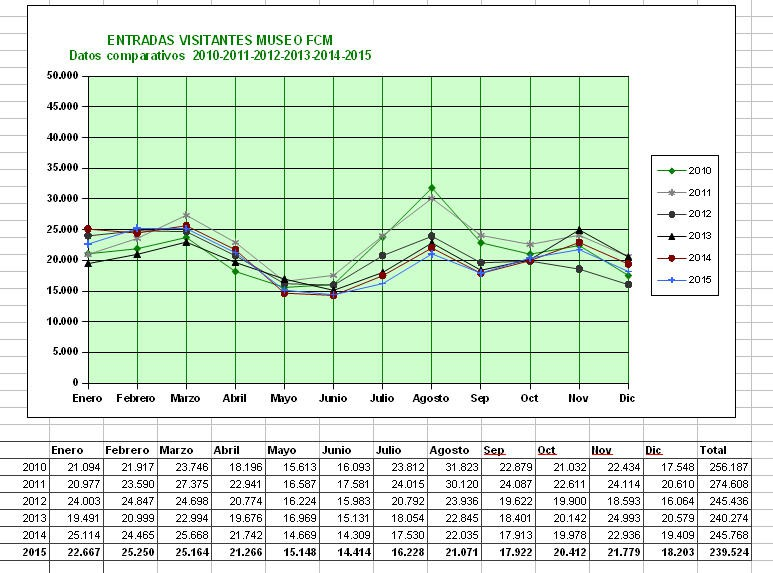 ENTRADAS VISITANTES MUSEO FCM
Datos comparativos 2010-2011-2012-2013-2014-2015
50.000
45.000
40.000
35.000
30.000
25.000
20.000
15.000
10.000
5.000
0
Enero Febrero Marzo Abril Mayo Junio Julio Agosto Sep Oct Nov Dic
2010
2011
2012
2013
2014
2015
Enero Febrero Marzo Abril Mayo Junio Julio Agosto Sep Oct Nov Dic Total
2010 21.094 21.917 23.746 18.196 15.613 16.093 23.812 31.823 22.879 21.032 22.434 17.548 256.187
2011 20.977 23.590 27.375 22.941 16.587 17.581 24.015 30.120 24.087 22.611 24.114 20.610 274.608
2012 24.003 24.847 24.698 20.774 16.224 15.983 20.792 23.936 19.622 19.900 18.593 16.064 245.436
2013 19.491 20.999 22.994 19.676 16.969 15.131 18.054 22.845 18.401 20.142 24.993 20.579 240.274
2014 25.114 24.465 25.668 21.742 14.669 14.309 17.530 22.035 17.913 19.978 22.936 19.409 245.768
2015 22.667 25.250 25.164 21.266 15.148 14.414 16.228 21.071 17.922 20.412 21.779 18.203 239.524